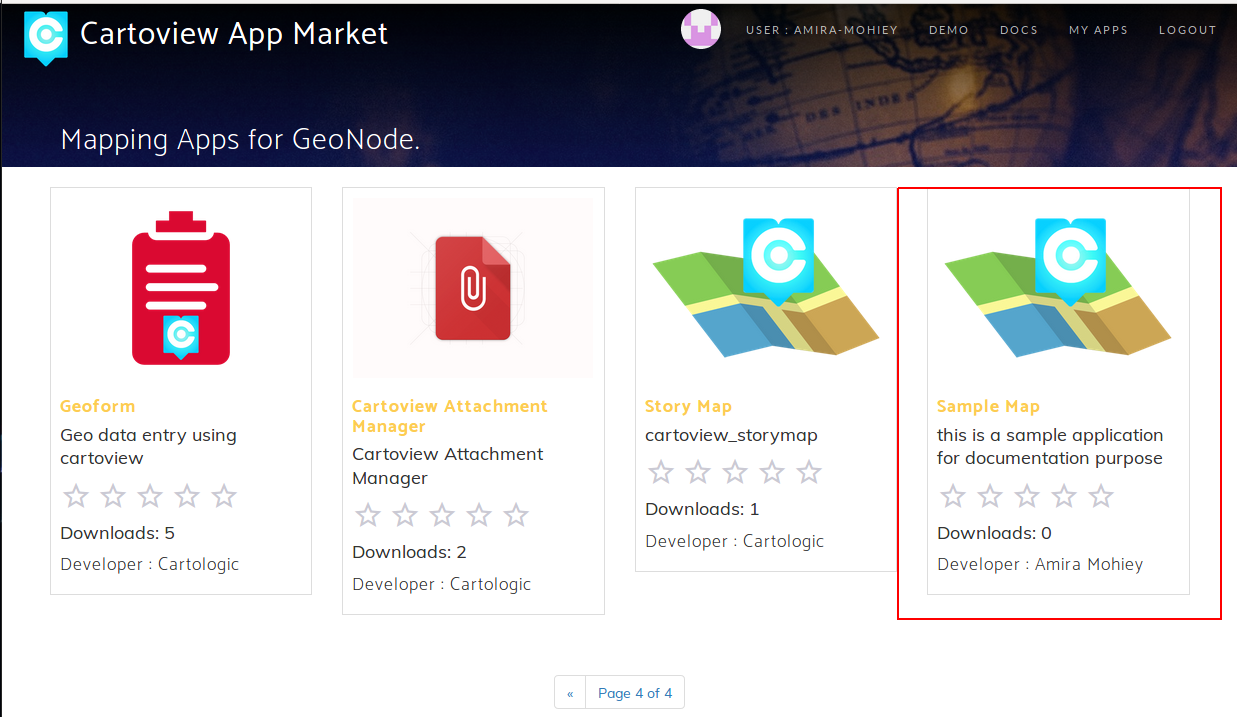 Cartoview App Market
USER : AMIRA-MOHIEY
DEMO
DOCS
MY APPS
LOGOUT
DES INDES
Mapping Apps for GeoNode.
Geoform
Geo data entry using
cartoview
Downloads: 5
Developer : Cartologic
Cartoview Attachment
Manager
Cartoview Attachment
Manager
Downloads: 2
Developer : Cartologic
Story Map
cartoview_storymap
Downloads: 1
Developer : Cartologic
Sample Map
this is a sample application
for documentation purpose
Downloads: 0
Developer : Amira Mohiey
«
Page 4 of 4